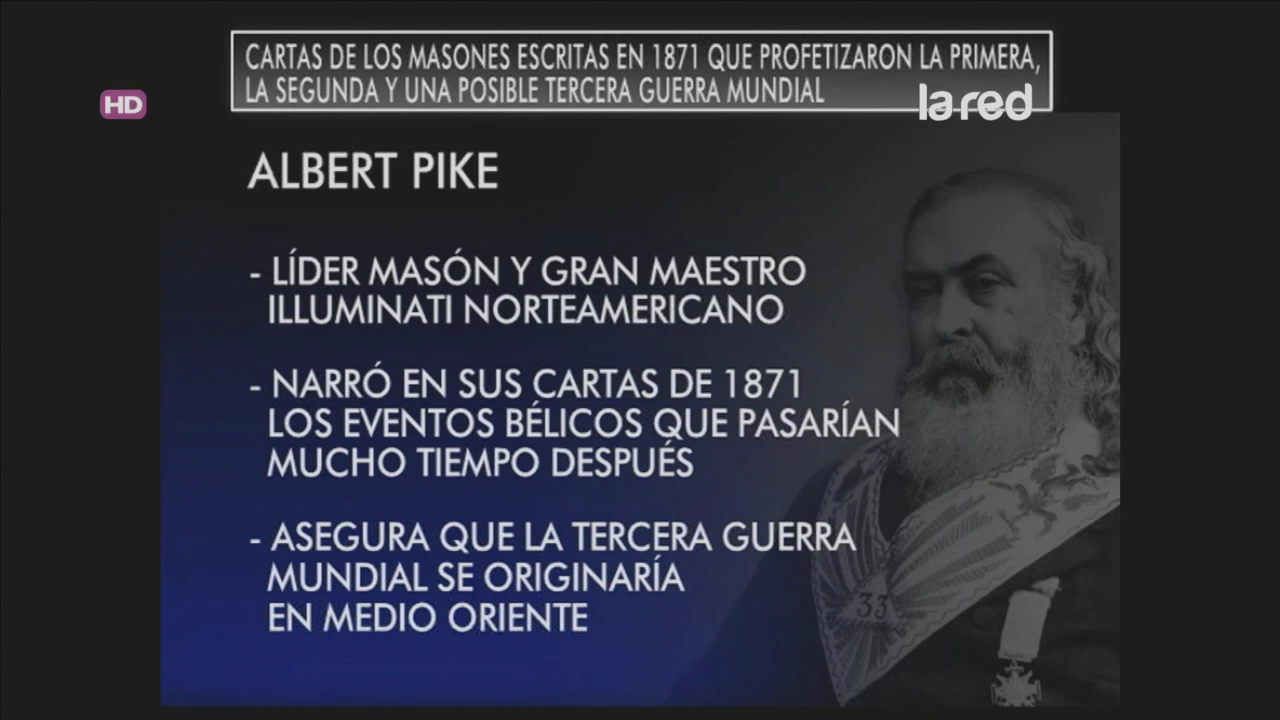 CARTAS DE LOS MASONES ESCRITAS EN 1871 QUE PROFETIZARON LA PRIMERA,
LA SEGUNDA Y UNA POSIBLE TERCERA GUERRA MUNDIAL
HD
la red
ALBERT PIKE
- LÍDER MASÓN Y GRAN MAESTRO
ILLUMINATI NORTEAMERICANO
- NARRÓ EN SUS CARTAS DE 1871
LOS EVENTOS BÉLICOS QUE PASARÍAN
MUCHO TIEMPO DESPUÉS
- ASEGURA QUE LA TERCERA GUERRA
MUNDIAL SE ORIGINARÍA
EN MEDIO ORIENTE
33